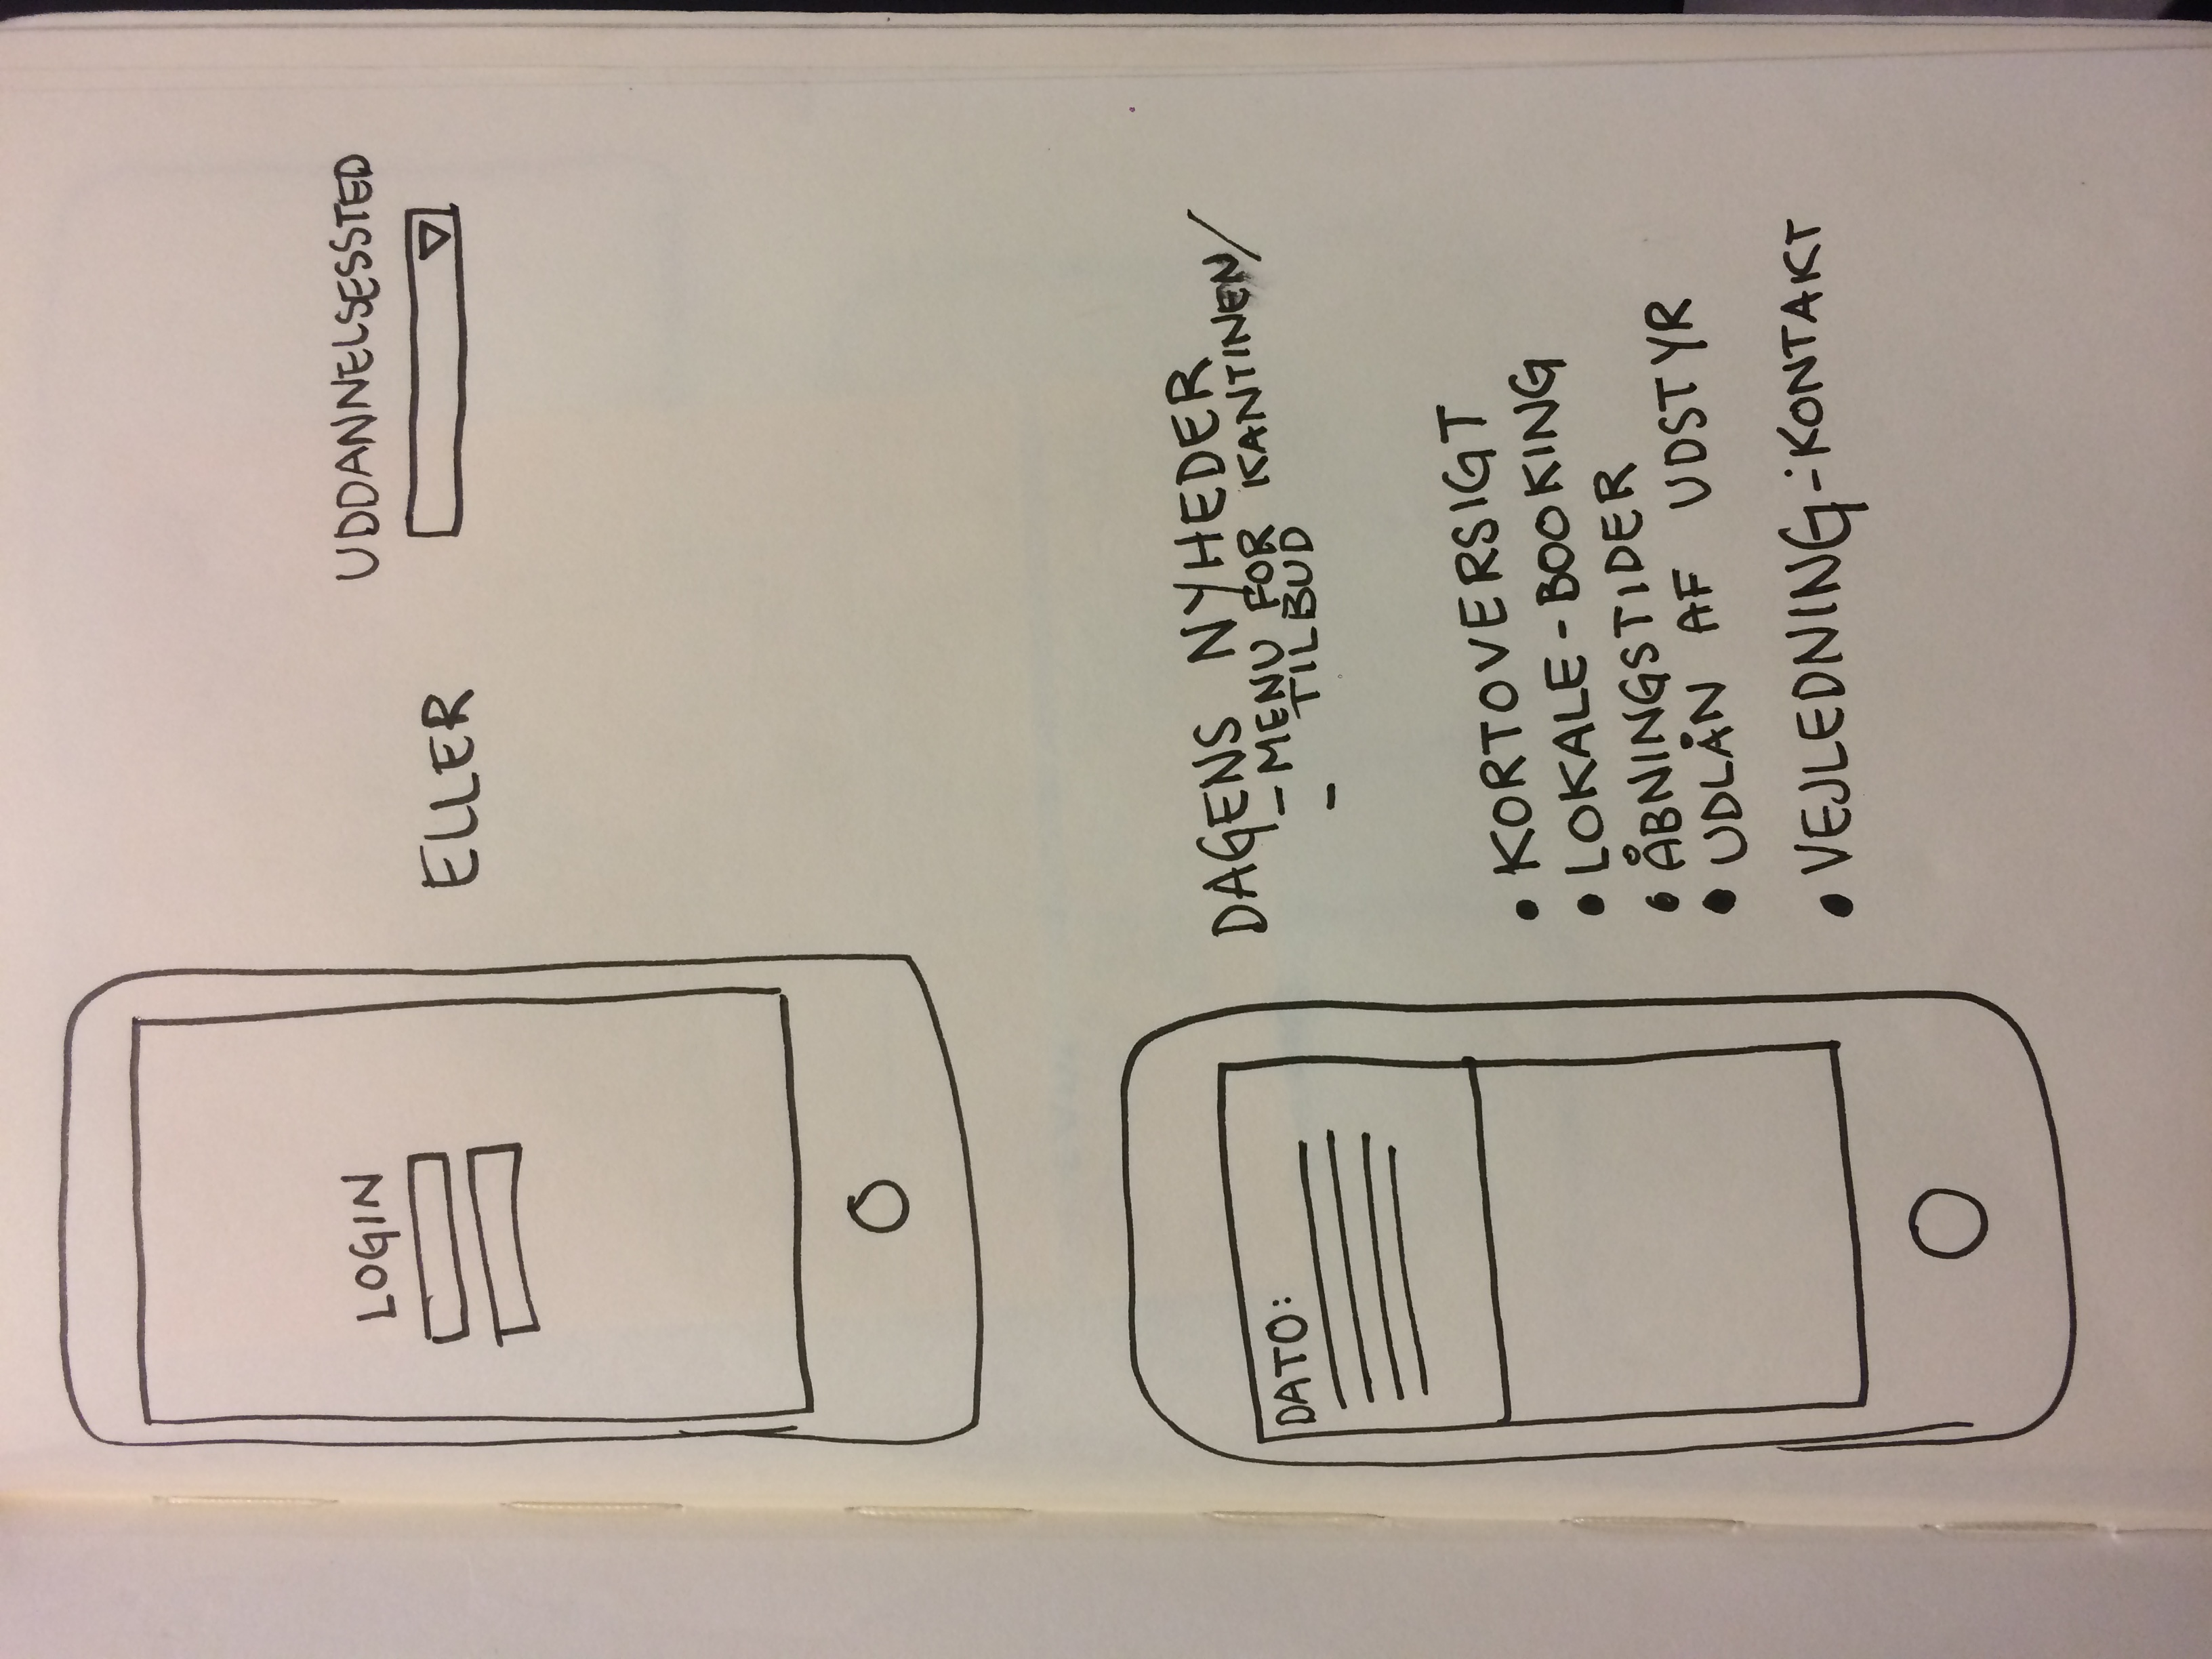 LOGIN
ELLER
UDDANNELSESSTED
DATO:
DAGENS NYHEDER
- MENU FOR KANTINEN/
TILBUD
-
• KORTOVERSIGT
• LOKALE-BOOKING
• ÅBNINGSTIDER
• UDLÅN AF UDSTYR
• VEJLEDNING-:KONTAKT